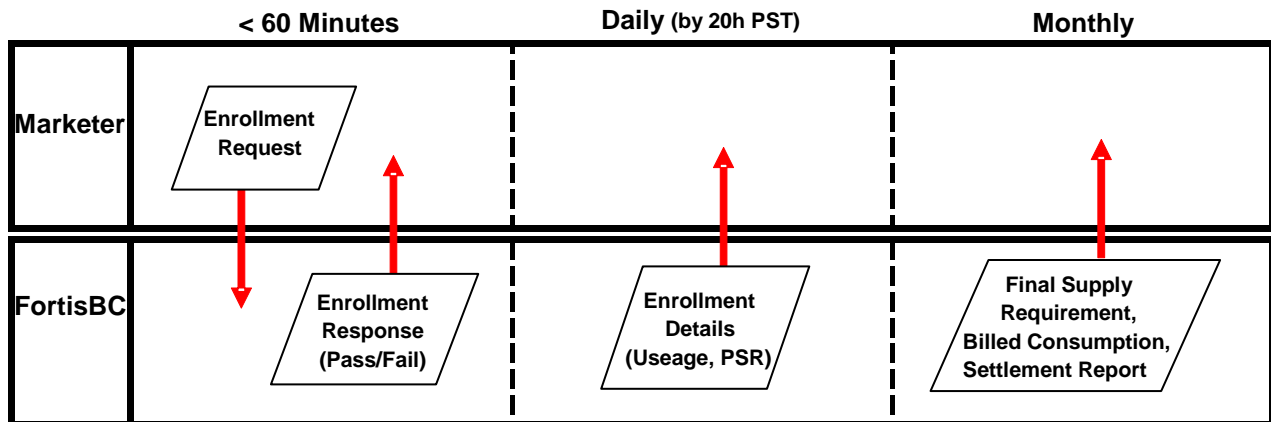 < 60 Minutes
Daily (by 20h PST)
Monthly
Marketer
Enrollment
Request
FortisBC
Enrollment
Response
(Pass/Fail)
Enrollment
Details
(Useage, PSR)
Final Supply
Requirement,
Billed Consumption,
Settlement Report